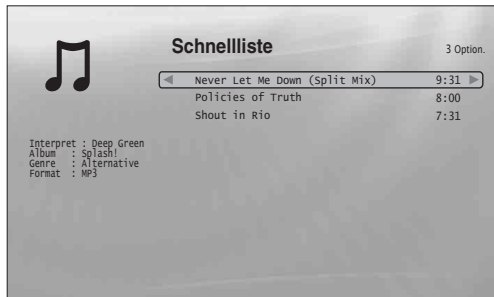 Schnellliste
3 Option.
Never Let Me Down (Split Mix) 9:31
Policies of Truth 8:00
Shout in Rio 7:31
Interpret : Deep Green
Album : Splash!
Genre : Alternative
Format : MP3